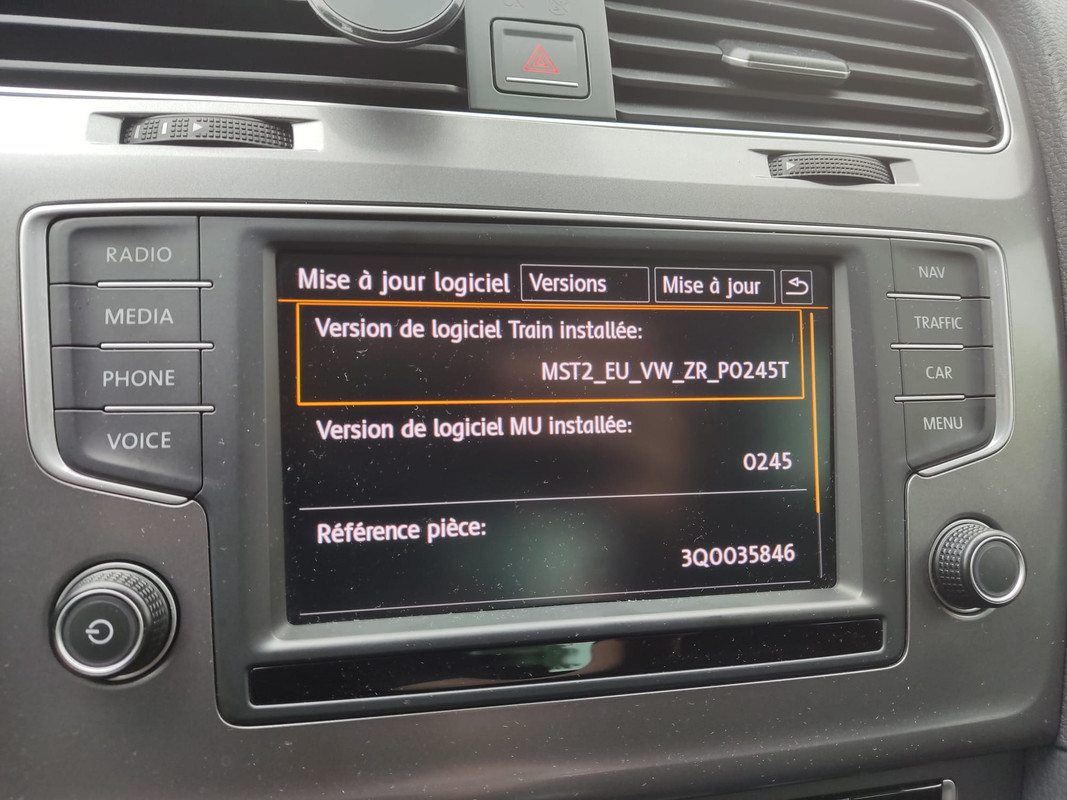 RADIO
MEDIA
PHONE
VOICE
Mise à jour logiciel
Versions
Mise à jour
Version de logiciel Train installée:
MST2_EU_VW_ZR_P0245T
Version de logiciel MU installée:
0245
Référence pièce:
3Q0035846
NAV
TRAFFIC
CAR
MENU